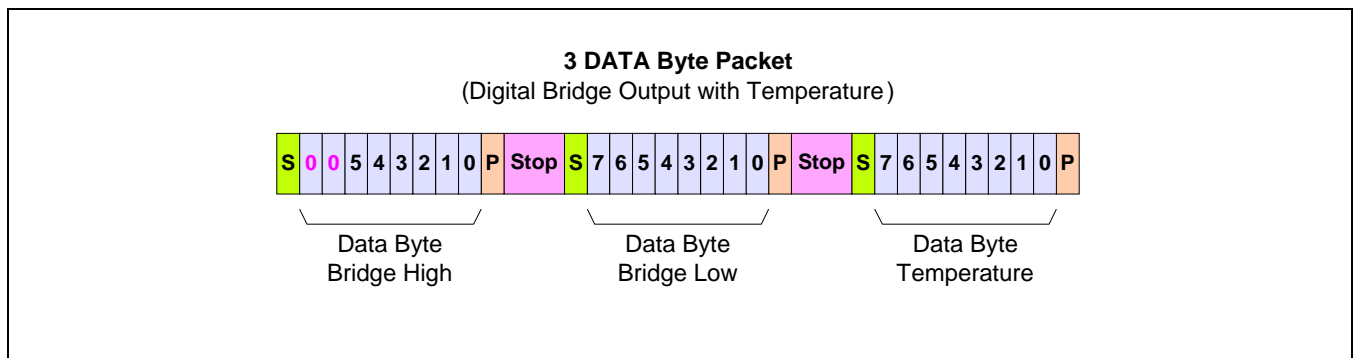 3 DATA Byte Packet
(Digital Bridge Output with Temperature)
S 0 0 5 4 3 2 1 0 P Stop S 7 6 5 4 3 2 1 0 P Stop S 7 6 5 4 3 2 1 0 P
Data Byte Data Byte Data Byte
Bridge High Bridge Low Temperature